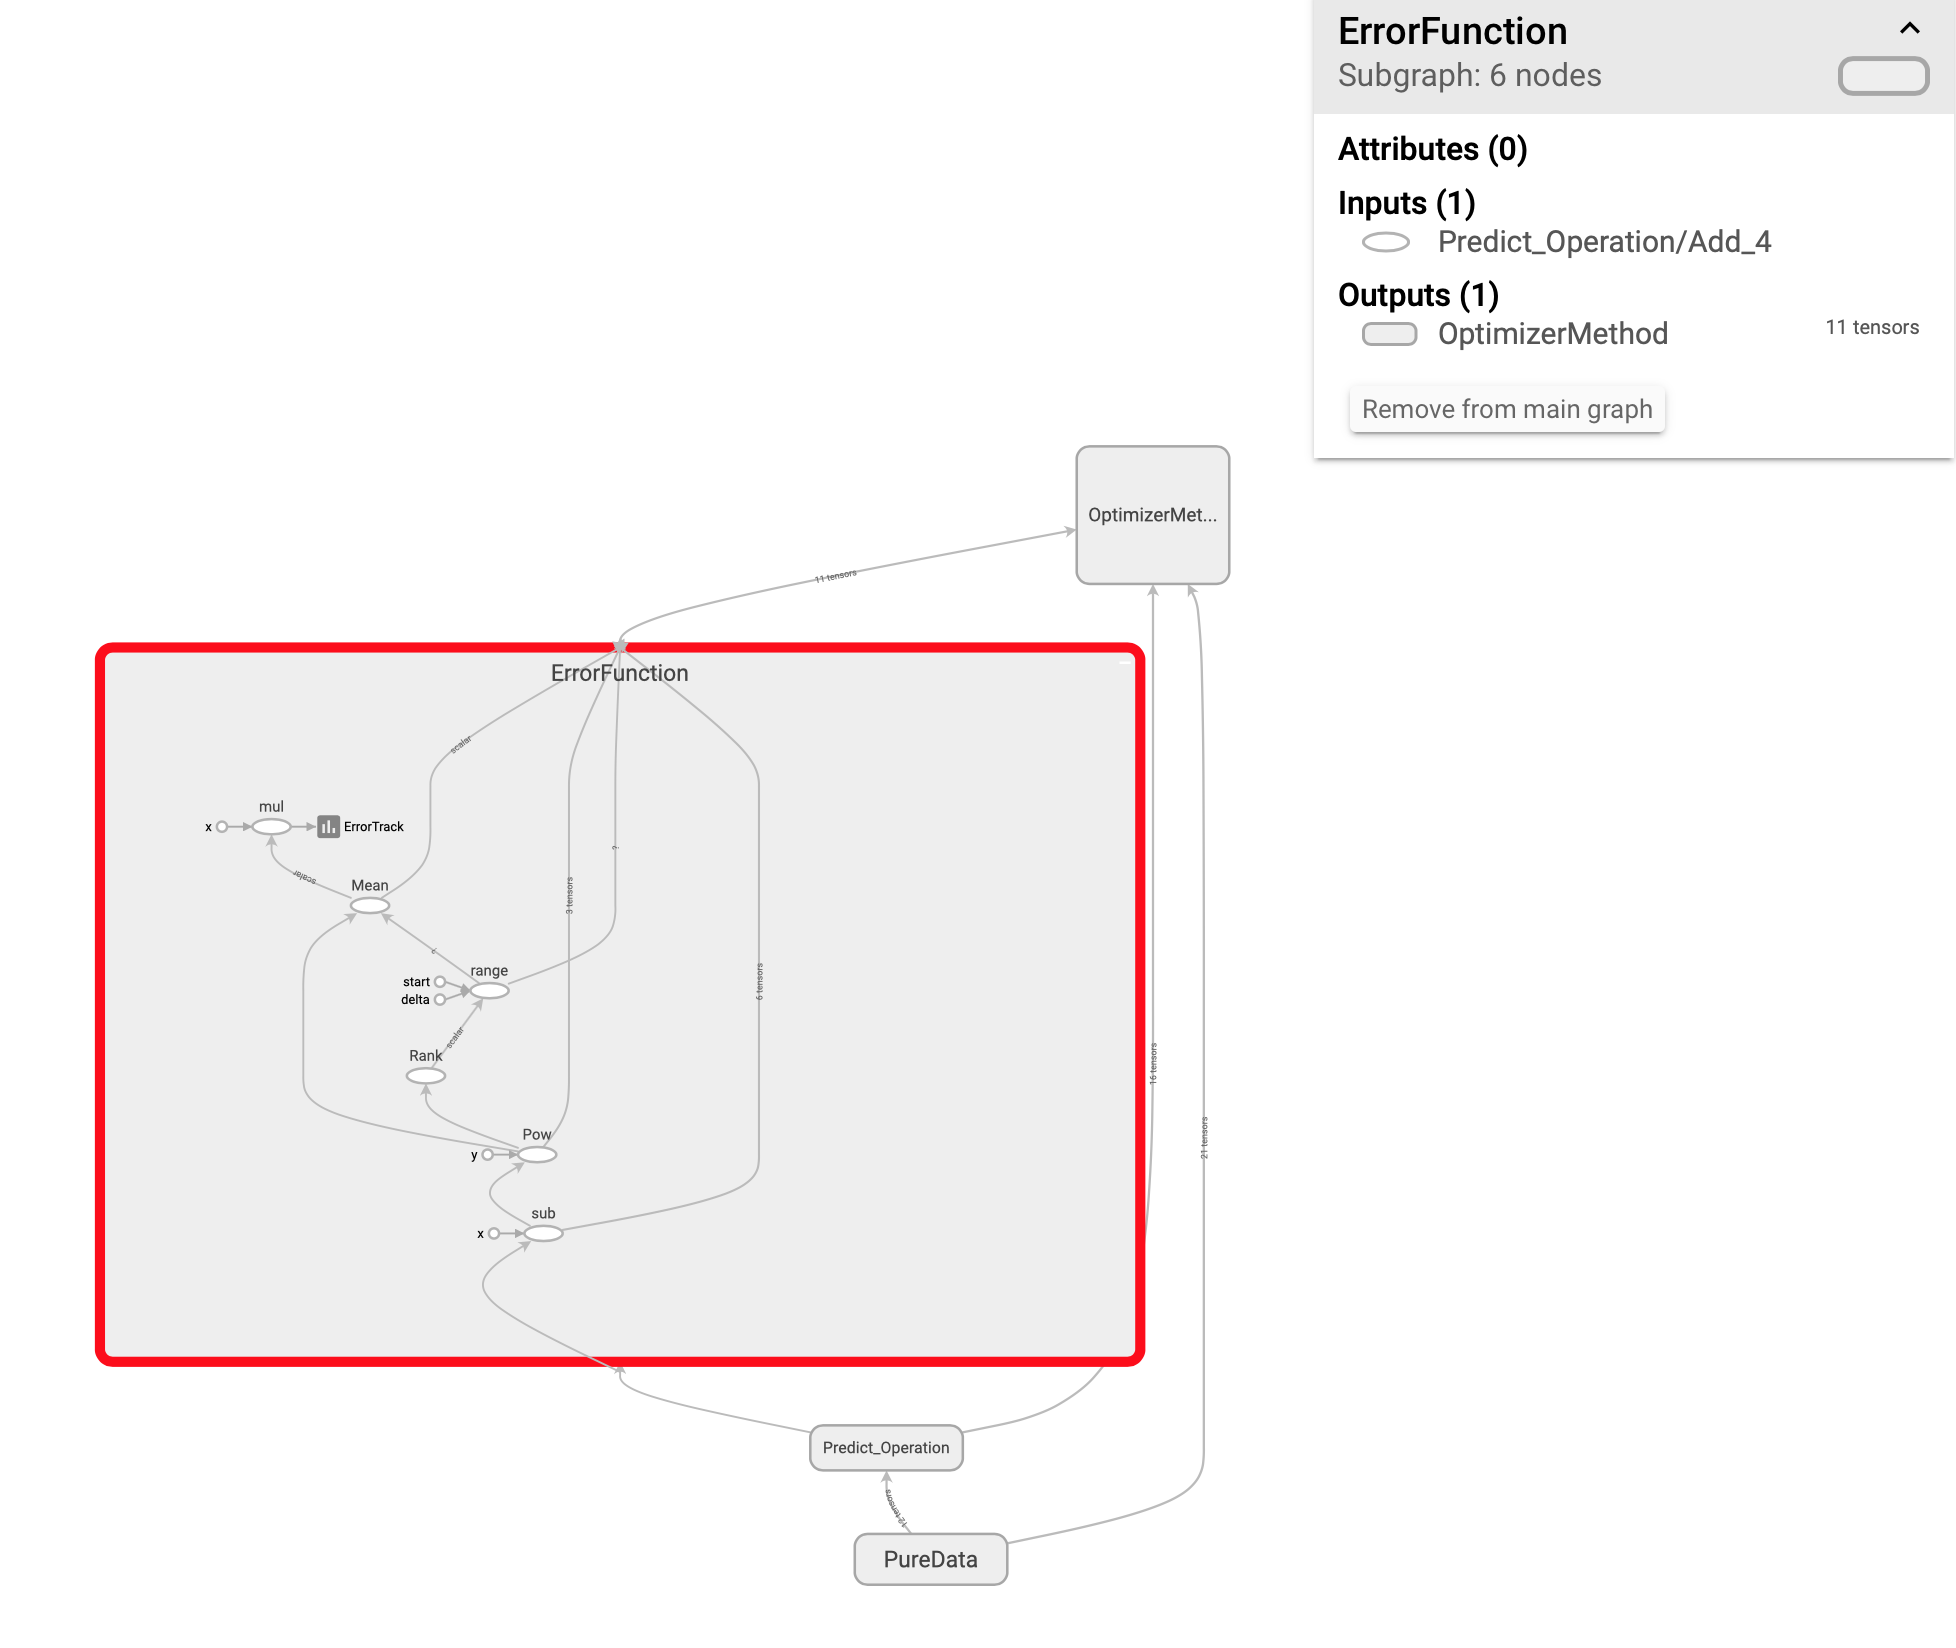 ErrorFunction
Subgraph: 6 nodes
Attributes (0)
Inputs (1)
Predict_Operation/Add_4
Outputs (1)
OptimizerMethod
11 tensors
Remove from main graph
OptimizerMet...
11 tensors
ErrorFunction
scalar
mul
x
ErrorTrack
?
scalar
Mean
3 tensors
?
range
start
delta
6 tensors
scalar
Rank
16 tensors
Pow
y
21 tensors
sub
x
Predict_Operation
12 tensors
PureData